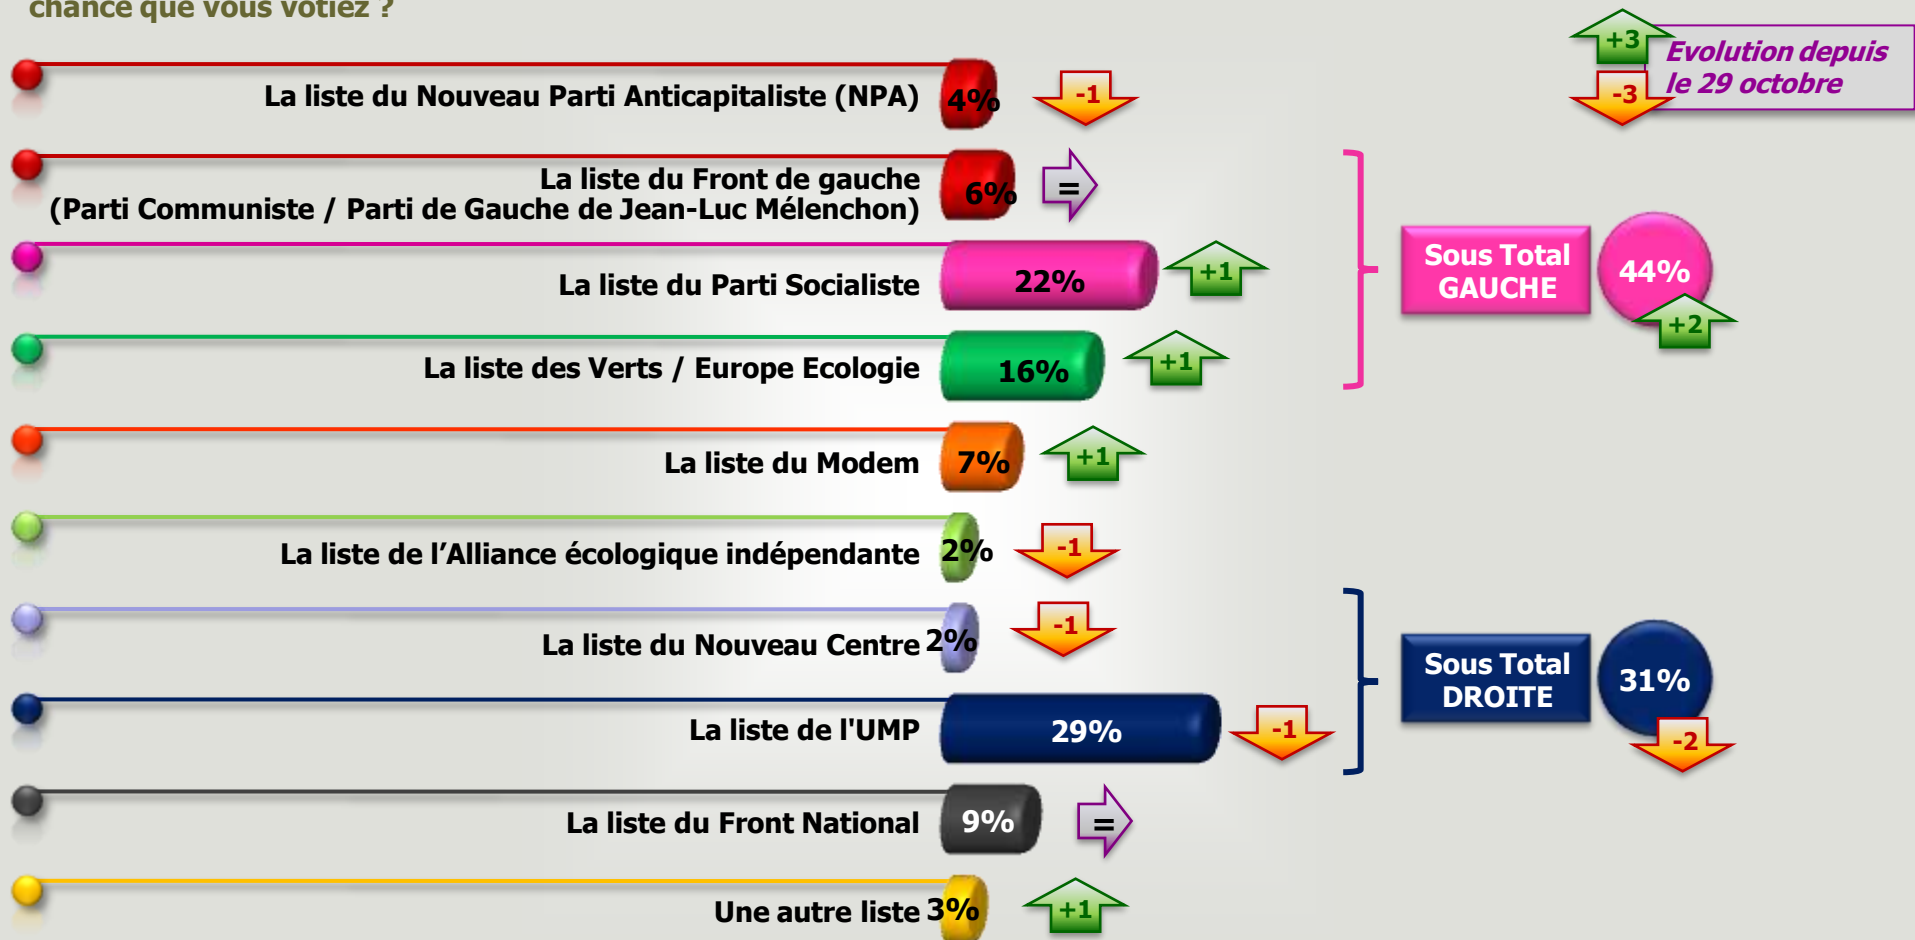 chance que vous votiez ?
+3
Evolution depuis
le 29 octobre
-3
La liste du Nouveau Parti Anticapitaliste (NPA)
4%
-1
La liste du Front de gauche
(Parti Communiste / Parti de Gauche de Jean-Luc Mélenchon)
6%
=
La liste du Parti Socialiste
22%
+1
Sous Total
GAUCHE
44%
+2
La liste des Verts / Europe Ecologie
16%
+1
La liste du Modem
7%
+1
La liste de l’Alliance écologique indépendante
2%
-1
La liste du Nouveau Centre
2%
-1
Sous Total
DROITE
31%
-2
La liste de l'UMP
29%
-1
La liste du Front National
9%
=
Une autre liste
3%
+1